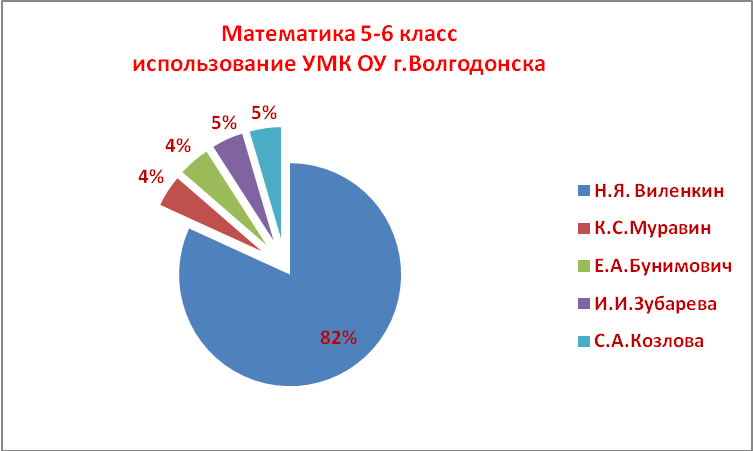 Математика 5-6 класс
использование УМК ОУ г.Волгодонска
5%
5%
4%
4%
82%
Н.Я. Виленкин
К.С.Муравин
Е.А.Бунимович
И.И.Зубарева
С.А.Козлова